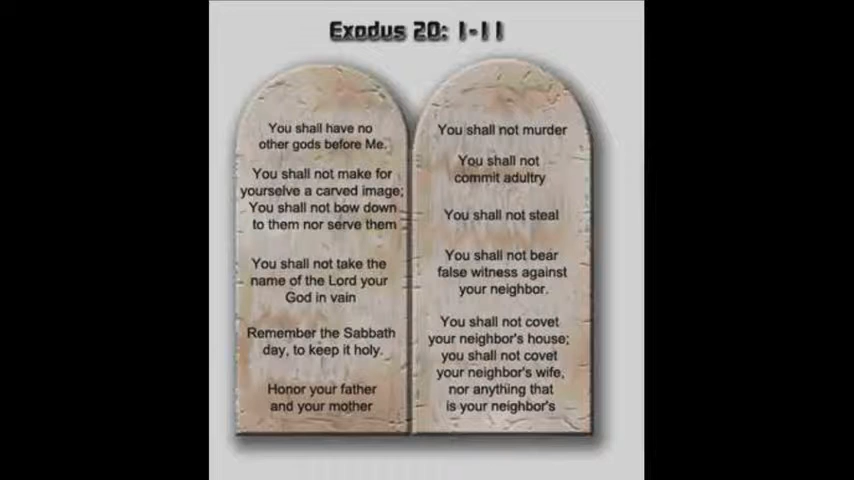 Exodus 20: 1-11
You shall have no
other gods before Me.
You shall not make for
yourselve a carved image;
You shall not bow down
to them nor serve them
You shall not take the
name of the Lord your
God in vain
Remember the Sabbath
day, to keep it holy.
Honor your father
and your mother
You shall not murder
You shall not
commit adultry
You shall not steal
You shall not bear
false witness against
your neighbor.
You shall not covet
your neighbor's house;
you shall not covet
your neighbor's wife,
nor anything that
is your neighbor's